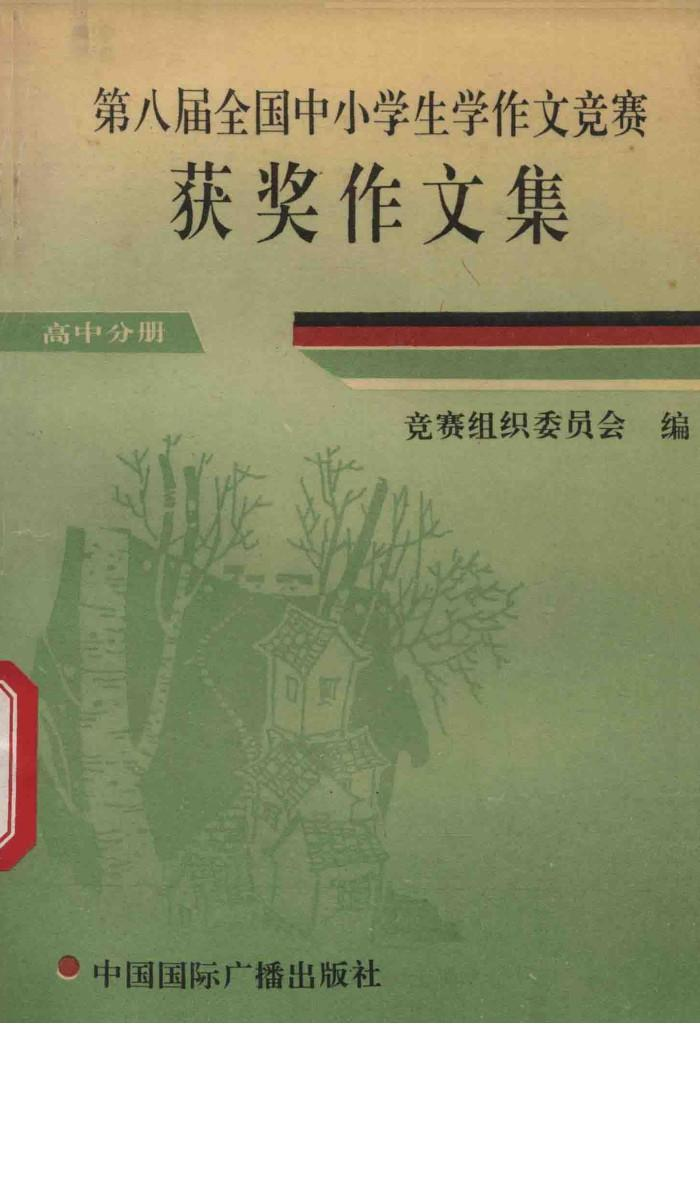 第八届全国中小学生学作文竞赛
获奖作文集
高中分册
竞赛组织委员会 编
中国国际广播出版社